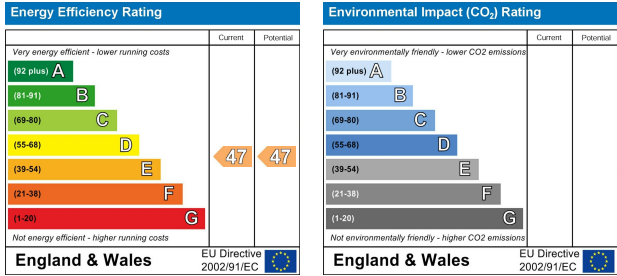 Energy Efficiency Rating
Current Potential
Very energy efficient - lower running costs
(92 plus) A
(81-91) B
(69-80) C
(55-68) D
(39-54) E
47 47
(21-38) F
(1-20) G
Not energy efficient - higher running costs
England & Wales
EU Directive
2002/91/EC
Environmental Impact (CO2) Rating
Current Potential
Very environmentally friendly - lower CO2 emissions
(92 plus) A
(81-91) B
(69-80) C
(55-68) D
(39-54) E
(21-38) F
(1-20) G
Not environmentally friendly - higher CO2 emissions
England & Wales
EU Directive
2002/91/EC